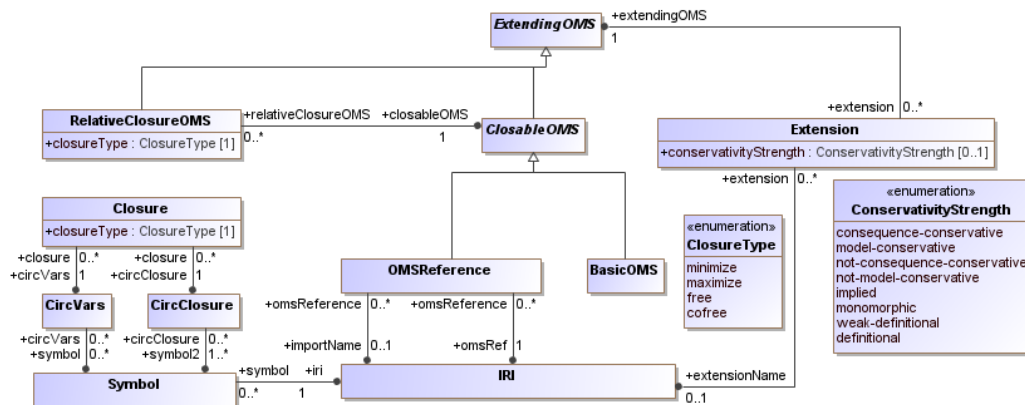 ExtendingOMS
+extendingOMS
1
+extension
0..*
RelativeClosureOMS
+closureType : ClosureType [1]
+relativeClosureOMS
0..*
+closableOMS
1
ClosableOMS
Extension
+conservativityStrength : ConservativityStrength [0..1]
+extension
0..*
Closure
+closureType : ClosureType [1]
+closure
0..*
+circVars
1
+closure
0..*
+circClosure
1
CircVars
CircClosure
+circVars
0..*
+symbol
0..*
+circClosure
0..*
+symbol2
1..*
Symbol
+symbol
0..*
+iri
1
OMSReference
BasicOMS
+omsReference
0..*
+importName
0..1
+omsReference
0..*
+omsRef
1
IRI
+extensionName
0..1
«enumeration»
ClosureType
minimize
maximize
free
cofree
«enumeration»
ConservativityStrength
consequence-conservative
model-conservative
not-consequence-conservative
not-model-conservative
implied
monomorphic
weak-definitional
definitional